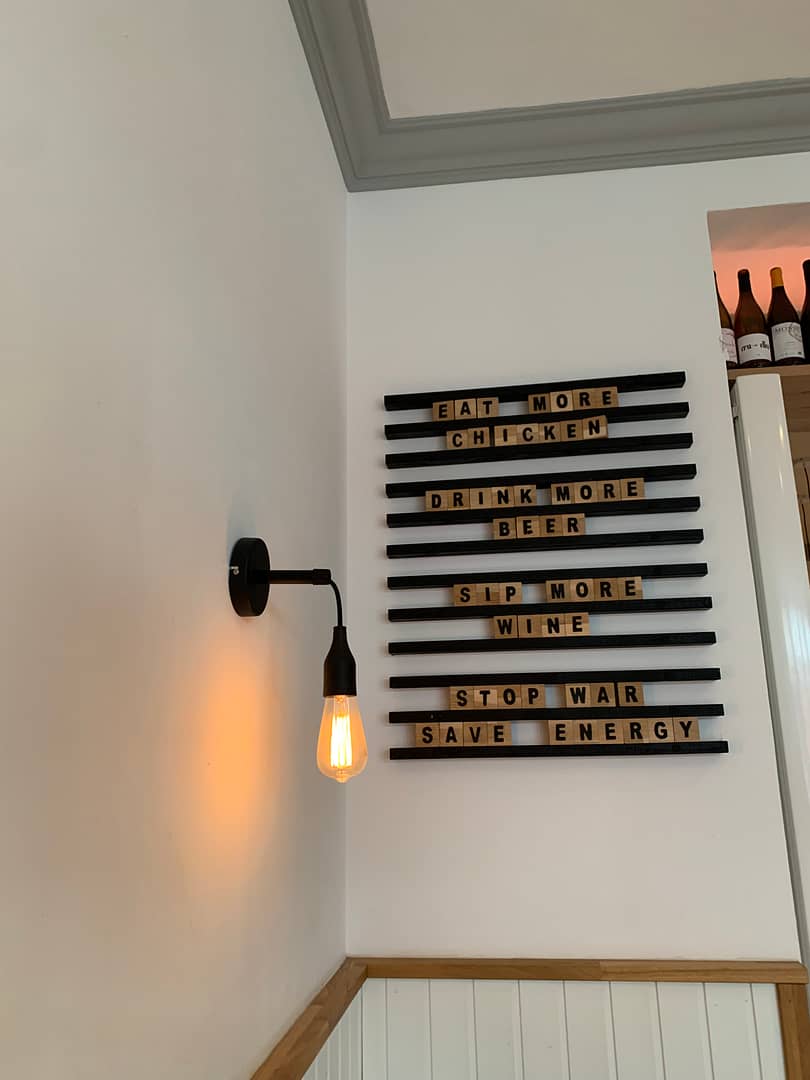 EAT MORE
CHICKEN
DRINK MORE
BEER
SIP MORE
WINE
STOP WAR
SAVE ENERGY